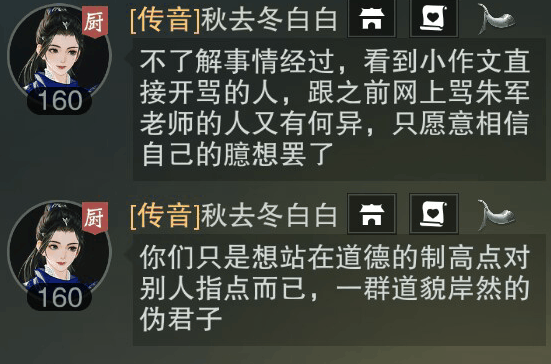 厨
[传音]秋去冬白白
160
不了解事情经过，看到小作文直
接开骂的人，跟之前网上骂朱军
老师的人又有何异，只愿意相信
自己的臆想罢了
厨
[传音]秋去冬白白
160
你们只是想站在道德的制高点对
别人指点而已，一群道貌岸然的
伪君子